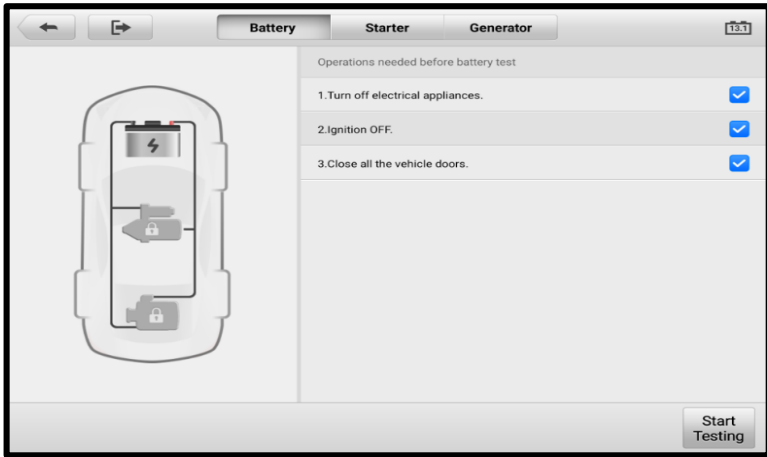 Battery
Starter
Generator
13.1
Operations needed before battery test
1.Turn off electrical appliances.
2.Ignition OFF.
3.Close all the vehicle doors.
Start
Testing